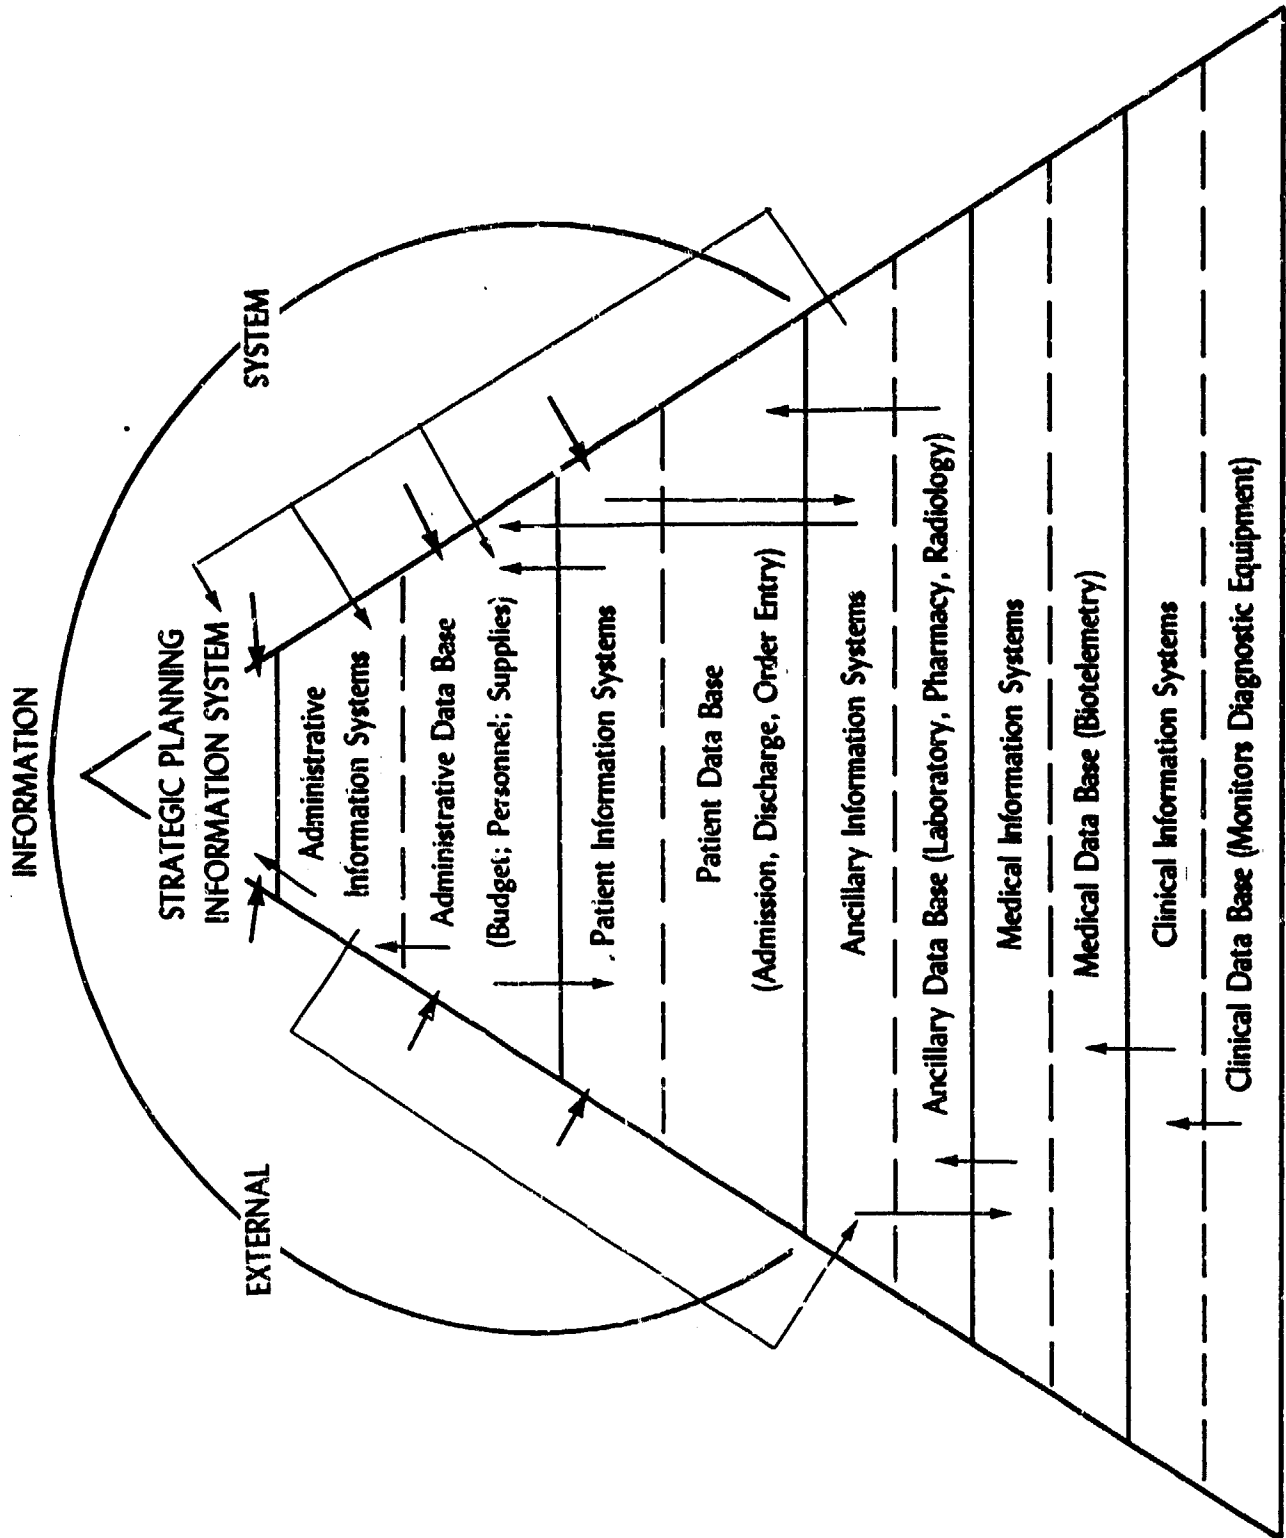 INFORMATION
EXTERNAL
SYSTEM
STRATEGIC PLANNING
INFORMATION SYSTEM
Administrative
Information Systems
Administrative Data Base
(Budget; Personnel; Supplies)
Patient Information Systems
Patient Data Base
(Admission, Discharge, Order Entry)
Ancillary Information Systems
Ancillary Data Base (Laboratory, Pharmacy, Radiology)
Medical Information Systems
Medical Data Base (Biotelemetry)
Clinical Information Systems
Clinical Data Base (Monitors Diagnostic Equipment)